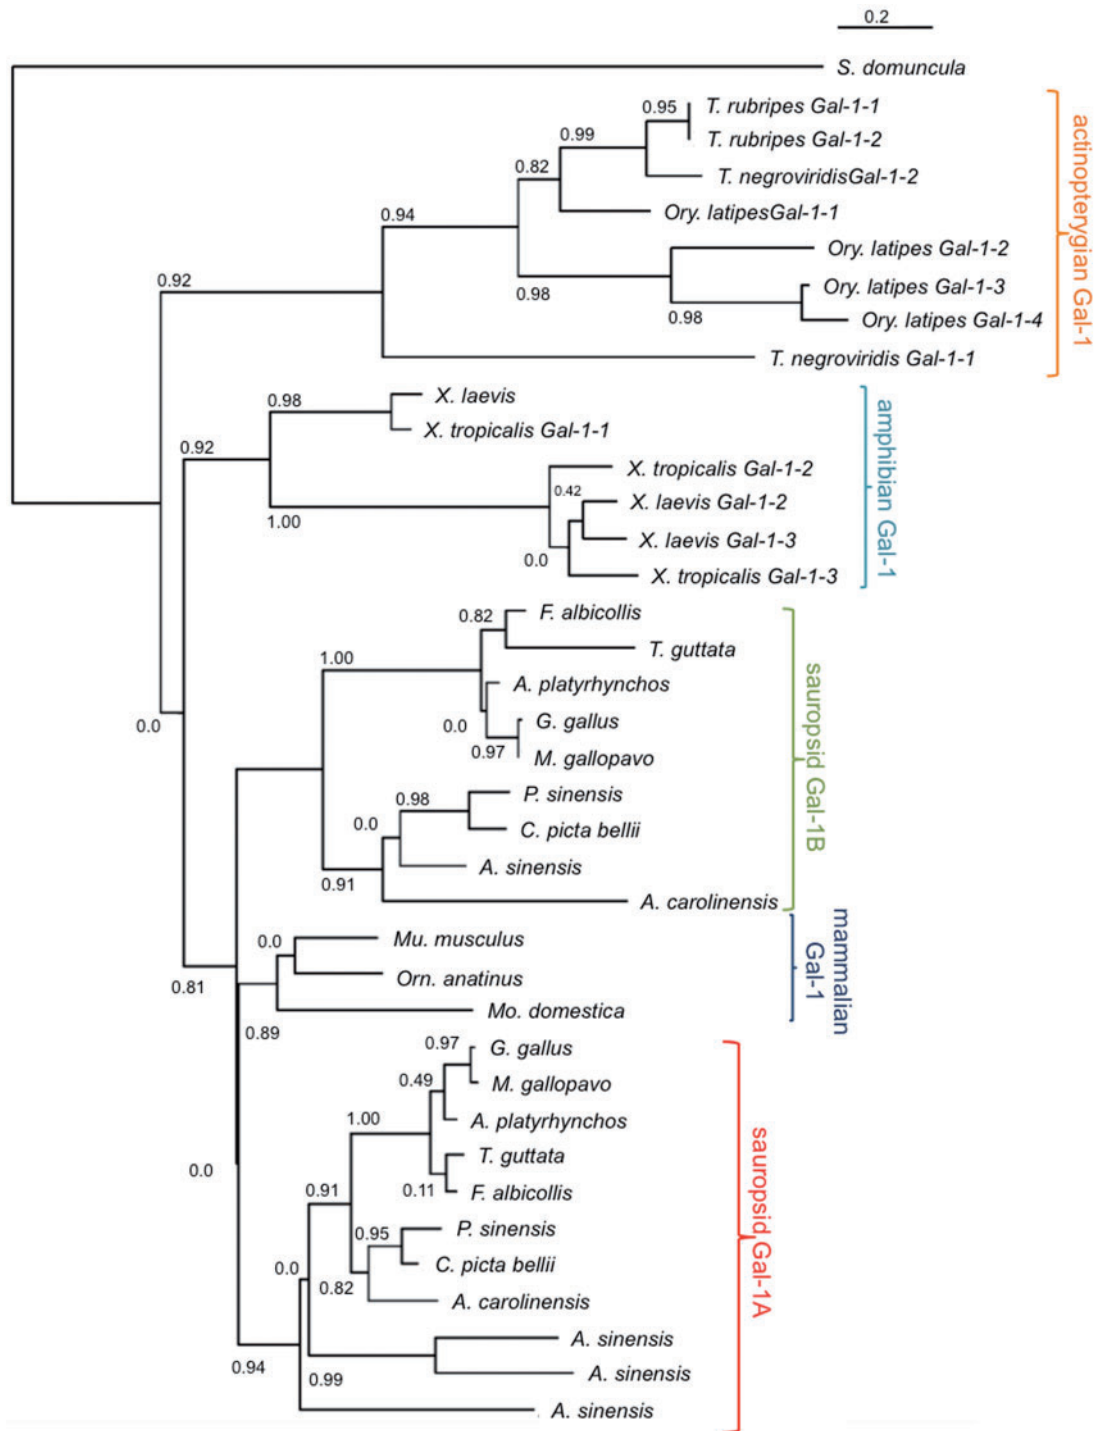 0.2
S. domuncula
T. rubripes Gal-1-1
0.95
T. rubripes Gal-1-2
0.99
T. negroviridisGal-1-2
0.82
Ory. latipesGal-1-1
0.94
Ory. latipes Gal-1-2
0.92
Ory. latipes Gal-1-3
0.98
0.98
Ory. latipes Gal-1-4
T. negroviridis Gal-1-1
actinopterygian Gal-1
X. laevis
0.98
X. tropicalis Gal-1-1
0.92
X. tropicalis Gal-1-2
0.42
X. laevis Gal-1-2
1.00
X. laevis Gal-1-3
0.0
X. tropicalis Gal-1-3
amphibian Gal-1
F. albicollis
0.82
T. guttata
1.00
A. platyrhynchos
G. gallus
0.0
0.0
0.97
M. gallopavo
P. sinensis
0.98
0.0
C. picta bellii
A. sinensis
0.91
A. carolinensis
sauropsid Gal-1B
Mu. musculus
0.0
Orn. anatinus
0.81
Mo. domestica
0.89
mammalian
Gal-1
0.97
G. gallus
0.49
M. gallopavo
1.00
A. platyrhynchos
T. guttata
0.0
0.91
0.11
F. albicollis
P. sinensis
0.95
0.0
C. picta bellii
0.82
A. carolinensis
A. sinensis
0.94
0.99
A. sinensis
A. sinensis
sauropsid Gal-1A